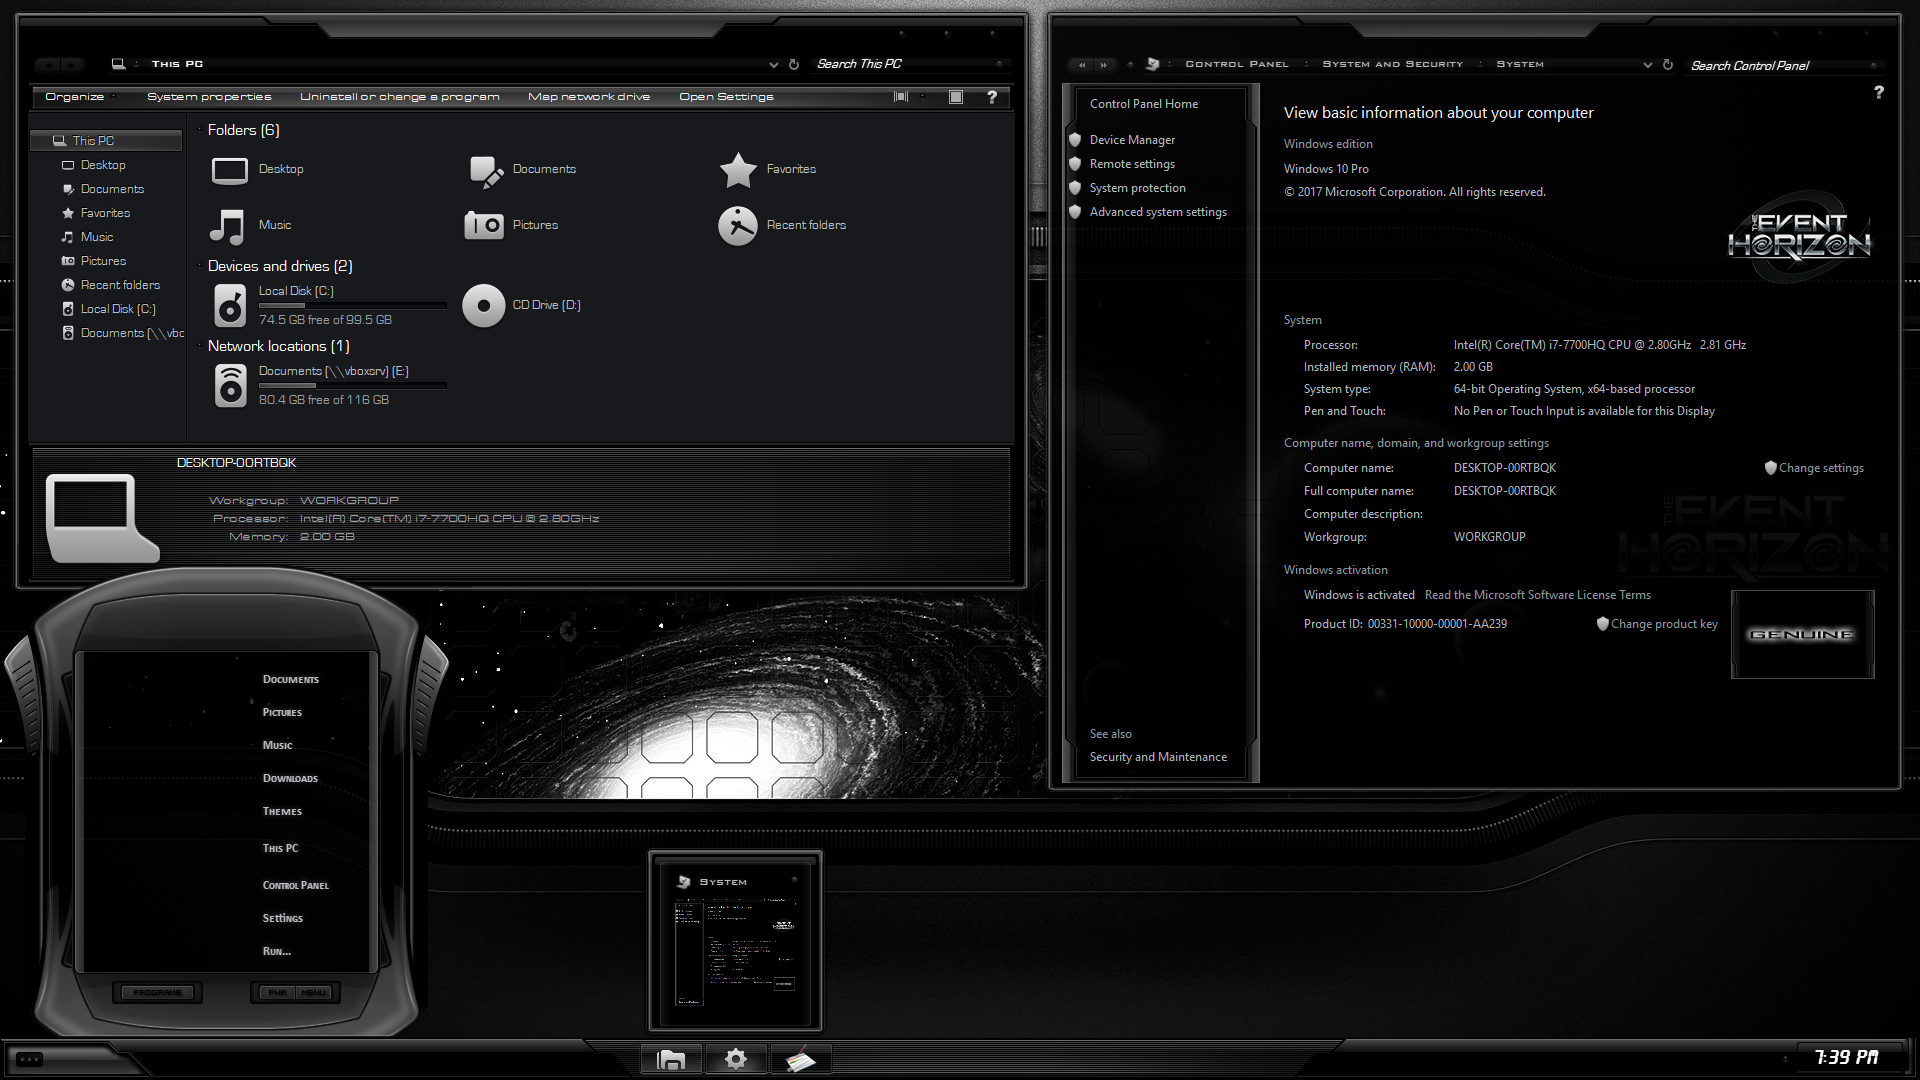 This PC
Search This PC
Organize
System properties
Uninstall or change a program
Map network drive
Open Settings
?
This PC
Desktop
Documents
Favorites
Music
Pictures
Recent folders
Local Disk (C:)
Documents (\\vbo
Folders (6)
Desktop
Documents
Favorites
Music
Pictures
Recent folders
Devices and drives (2)
Local Disk (C:)
74.5 GB free of 99.5 GB
CD Drive (D:)
Network locations (1)
Documents (\\vboxsrv) (E:)
80.4 GB free of 116 GB
DESKTOP-00RTBQK
Workgroup: WORKGROUP
Processor: Intel(R) Core(TM) i7-7700HQ CPU @ 2.80GHz
Memory: 2.00 GB
Control Panel
System and Security
System
Search Control Panel
?
Control Panel Home
Device Manager
Remote settings
System protection
Advanced system settings
See also
Security and Maintenance
View basic information about your computer
Windows edition
Windows 10 Pro
© 2017 Microsoft Corporation. All rights reserved.
THE EVENT HORIZON
System
Processor: Intel(R) Core(TM) i7-7700HQ CPU @ 2.80GHz 2.81 GHz
Installed memory (RAM): 2.00 GB
System type: 64-bit Operating System, x64-based processor
Pen and Touch: No Pen or Touch Input is available for this Display
Computer name, domain, and workgroup settings
Computer name: DESKTOP-00RTBQK
Change settings
Full computer name: DESKTOP-00RTBQK
Computer description:
Workgroup: WORKGROUP
THE EVENT HORIZON
Windows activation
Windows is activated Read the Microsoft Software License Terms
Product ID: 00331-10000-00001-AA239
Change product key
GENUINE
Documents
Pictures
Music
Downloads
Themes
This PC
Control Panel
Settings
Run...
PROGRAMS
PWR
MENU
System
7:39 PM